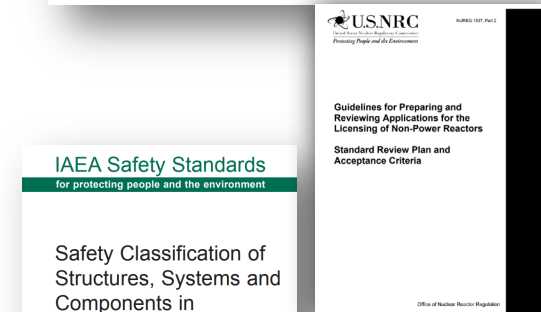 U.S.NRC
United States Nuclear Regulatory Commission
Protecting People and the Environment
NUREG-1537, Part 2
Guidelines for Preparing and
Reviewing Applications for the
Licensing of Non-Power Reactors
Standard Review Plan and
Acceptance Criteria
Office of Nuclear Reactor Regulation
IAEA Safety Standards
for protecting people and the environment
Safety Classification of
Structures, Systems and
Components in